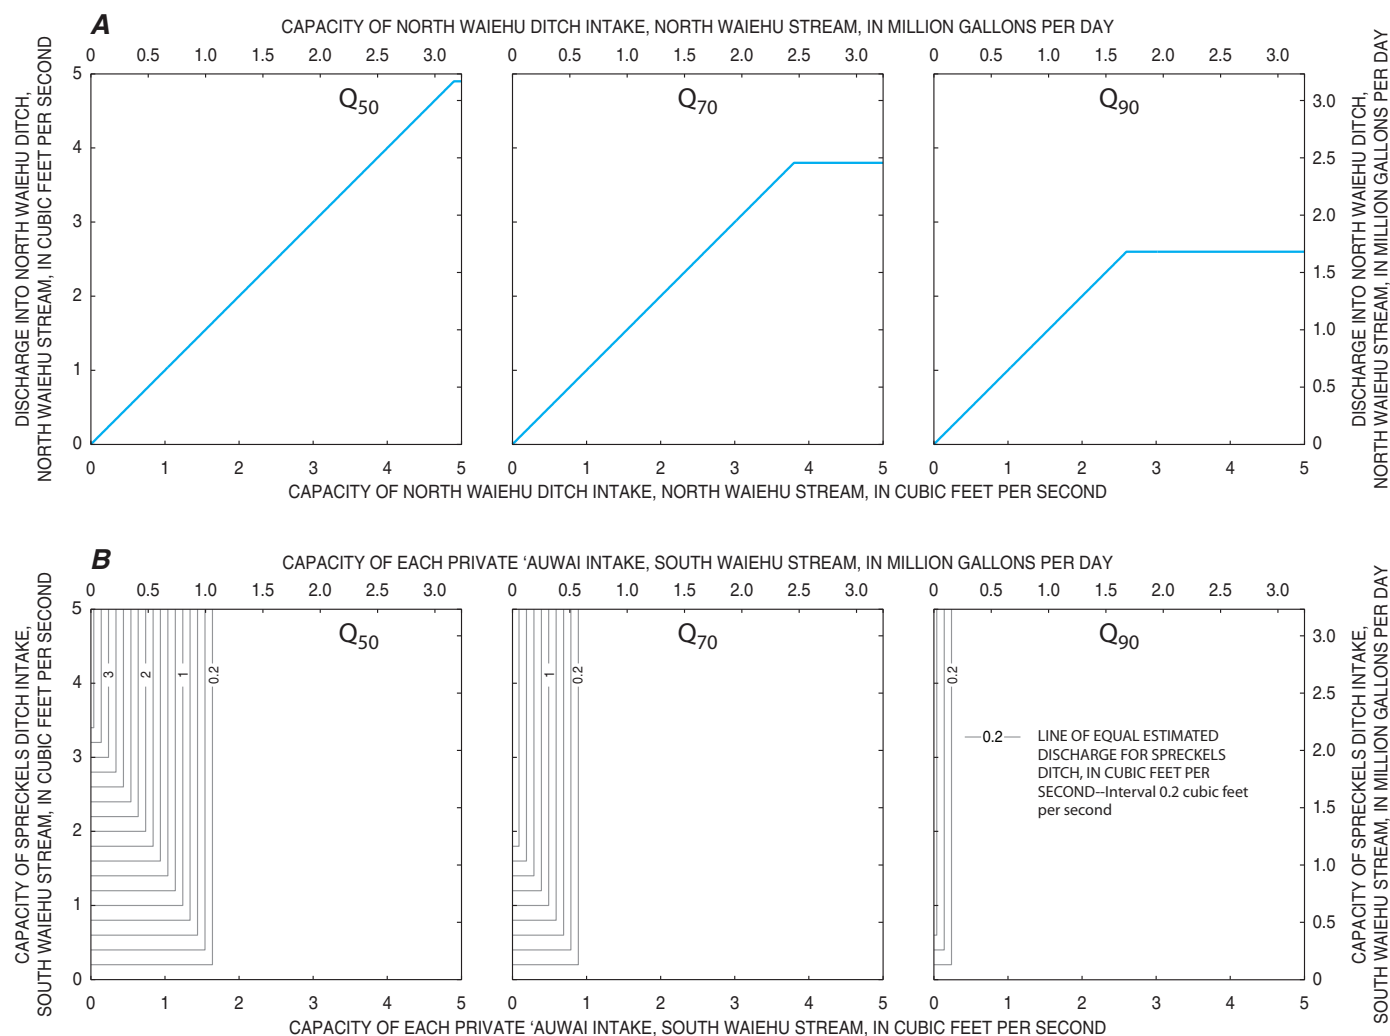 A
CAPACITY OF NORTH WAIEHU DITCH INTAKE, NORTH WAIEHU STREAM, IN MILLION GALLONS PER DAY
0 0.5 1.0 1.5 2.0 2.5 3.0
0.0 0.5 1.0 1.5 2.0 2.5 3.0
0.0 0.5 1.0 1.5 2.0 2.5 3.0
DISCHARGE INTO NORTH WAIEHU DITCH,
NORTH WAIEHU STREAM, IN CUBIC FEET PER SECOND
5
4
3
2
1
0
Q50
Q70
Q90
3.0
2.5
2.0
1.5
1.0
0.5
0
DISCHARGE INTO NORTH WAIEHU DITCH,
NORTH WAIEHU STREAM, IN MILLION GALLONS PER DAY
0 1 2 3 4 5
0 1 2 3 4 5
0 1 2 3 4 5
CAPACITY OF NORTH WAIEHU DITCH INTAKE, NORTH WAIEHU STREAM, IN CUBIC FEET PER SECOND
B
CAPACITY OF EACH PRIVATE ‘AUWAI INTAKE, SOUTH WAIEHU STREAM, IN MILLION GALLONS PER DAY
0 0.5 1.0 1.5 2.0 2.5 3.0
0.0 0.5 1.0 1.5 2.0 2.5 3.0
0.0 0.5 1.0 1.5 2.0 2.5 3.0
CAPACITY OF SPRECKELS DITCH INTAKE,
SOUTH WAIEHU STREAM, IN CUBIC FEET PER SECOND
5
4
3
2
1
0
Q50
3 2 1 0.2
Q70
1 0.2
Q90
0.2
0.2
LINE OF EQUAL ESTIMATED
DISCHARGE FOR SPRECKELS
DITCH, IN CUBIC FEET PER
SECOND--Interval 0.2 cubic feet
per second
3.0
2.5
2.0
1.5
1.0
0.5
0
CAPACITY OF SPRECKELS DITCH INTAKE,
SOUTH WAIEHU STREAM, IN MILLION GALLONS PER DAY
0 1 2 3 4 5
0 1 2 3 4 5
0 1 2 3 4 5
CAPACITY OF EACH PRIVATE ‘AUWAI INTAKE, SOUTH WAIEHU STREAM, IN CUBIC FEET PER SECOND